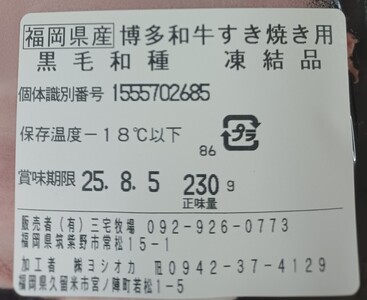 福岡県産 博多和牛すき焼き用
黒毛和種 凍結品
個体識別番号 1555702685
保存温度-18℃以下
86 プラ
賞味期限 25.8.5 230g
正味量
販売者(有)三宅牧場 092-926-0773
福岡県筑紫野市常松15-1
加工者 ㈱ヨシオカ ℡0942-37-4129
福岡県久留米市宮ノ陣町若松1-5